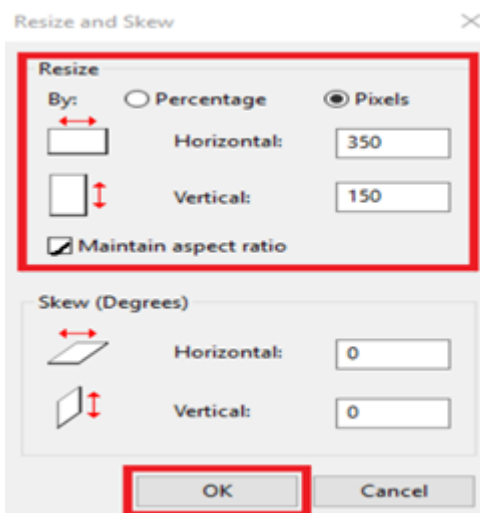 Resize and Skew
Resize
By: Percentage Pixels
Horizontal: 350
Vertical: 150
Maintain aspect ratio
Skew (Degrees)
Horizontal: 0
Vertical: 0
OK Cancel